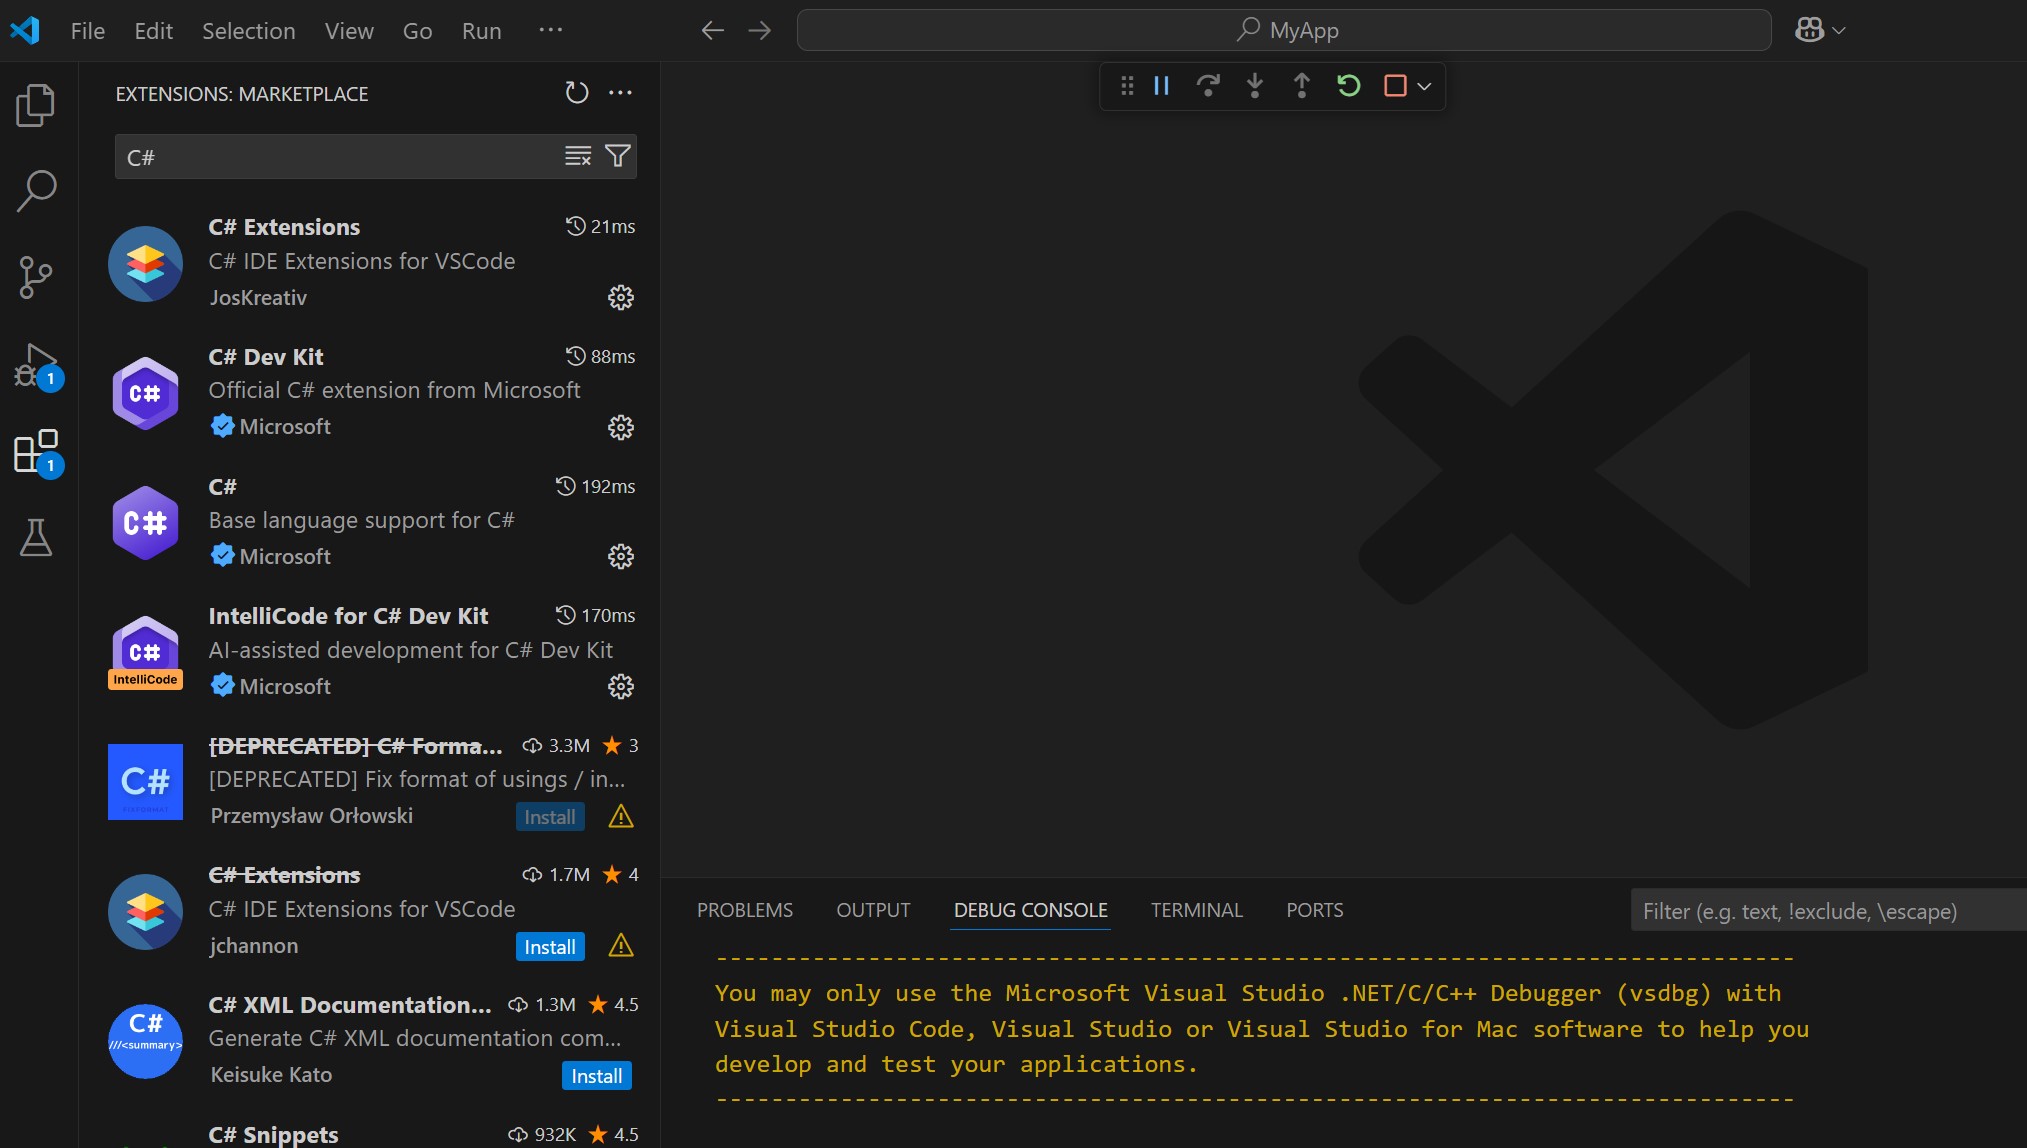 File Edit Selection View Go Run ···
MyApp
EXTENSIONS: MARKETPLACE
C#
C# Extensions 21ms
C# IDE Extensions for VSCode
JosKreativ
C# Dev Kit 88ms
Official C# extension from Microsoft
Microsoft
C# 192ms
Base language support for C#
Microsoft
IntelliCode for C# Dev Kit 170ms
AI-assisted development for C# Dev Kit
Microsoft
[DEPRECATED] C# Forma... 3.3M 3
[DEPRECATED] Fix format of usings / in...
Przemysław Orłowski Install
C# Extensions 1.7M 4
C# IDE Extensions for VSCode
jchannon Install
C# XML Documentation... 1.3M 4.5
Generate C# XML documentation com...
Keisuke Kato Install
C# Snippets 932K 4.5
1
1
C#
C#
C#
IntelliCode
C#
FIXFORMAT
C#
///<summary>
PROBLEMS OUTPUT DEBUG CONSOLE TERMINAL PORTS
Filter (e.g. text, !exclude, \escape)
------------------------------------------------------------------------------
You may only use the Microsoft Visual Studio .NET/C/C++ Debugger (vsdbg) with
Visual Studio Code, Visual Studio or Visual Studio for Mac software to help you
develop and test your applications.
------------------------------------------------------------------------------